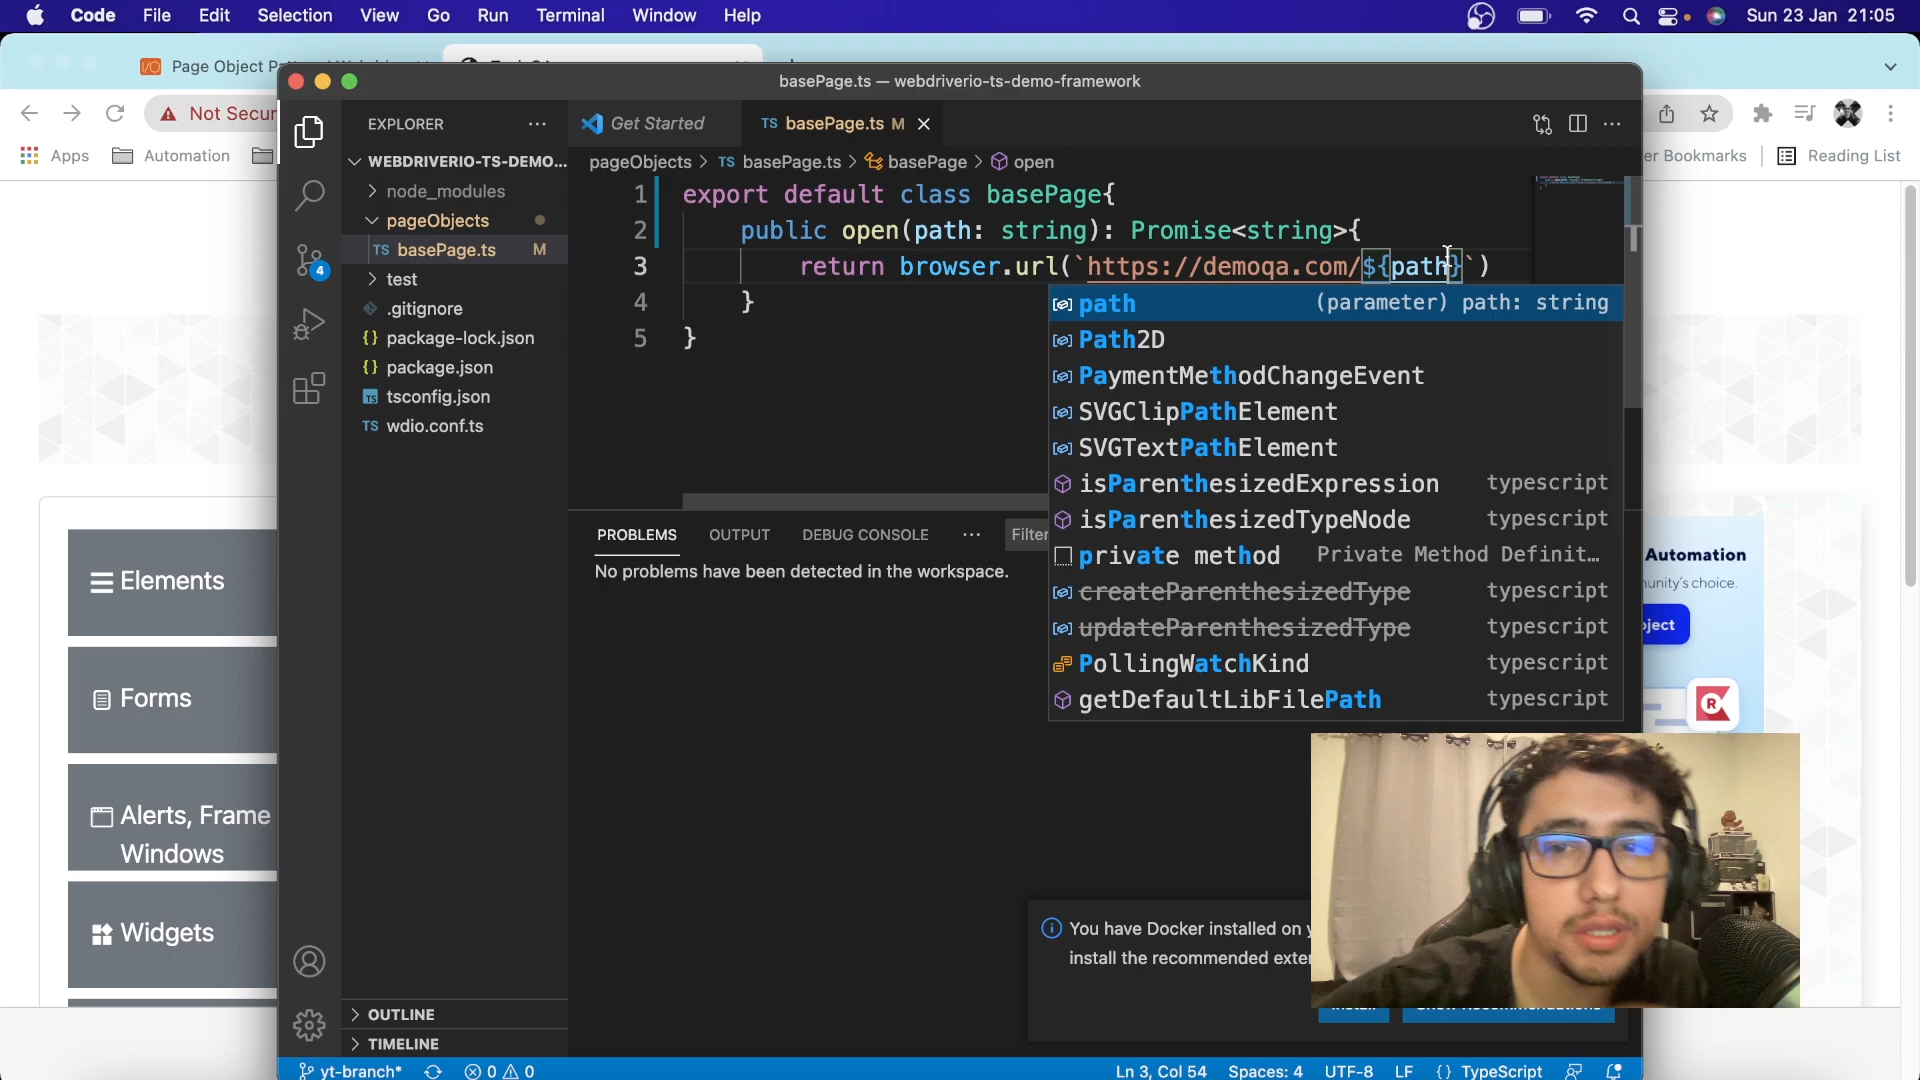 Code File Edit Selection View Go Run Terminal Window Help Sun 23 Jan 21:05
Page Object Pa
basePage.ts — webdriverio-ts-demo-framework
Not Secur
Apps Automation er Bookmarks Reading List
EXPLORER
Get Started TS basePage.ts M
WEBDRIVERIO-TS-DEMO...
node_modules
pageObjects
TS basePage.ts M
test
.gitignore
{} package-lock.json
{} package.json
TS tsconfig.json
TS wdio.conf.ts
OUTLINE
TIMELINE
4
pageObjects > TS basePage.ts > basePage > open
1 export default class basePage{
2 public open(path: string): Promise<string>{
3 return browser.url(`https://demoqa.com/${path}`)
4 }
5 }
path (parameter) path: string
Path2D
PaymentMethodChangeEvent
SVGClipPathElement
SVGTextPathElement
isParenthesizedExpression typescript
isParenthesizedTypeNode typescript
private method Private Method Definit...
createParenthesizedType typescript
updateParenthesizedType typescript
PollingWatchKind typescript
getDefaultLibFilePath typescript
PROBLEMS OUTPUT DEBUG CONSOLE ... Filter
No problems have been detected in the workspace.
Elements
Forms
Alerts, Frame
Windows
Widgets
Automation
unity's choice.
ject
R
You have Docker installed on y
install the recommended exte
yt-branch* 0 0 Ln 3, Col 54 Spaces: 4 UTF-8 LF {} TypeScript